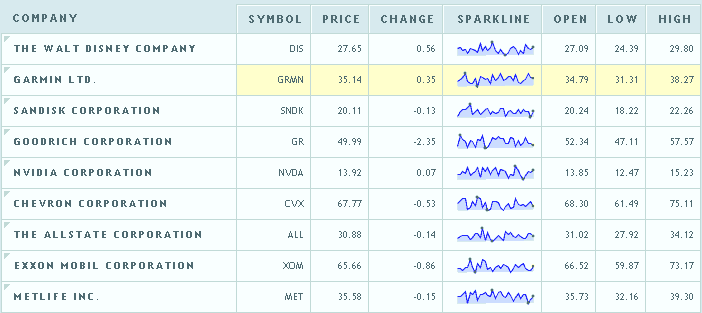 COMPANY SYMBOL PRICE CHANGE SPARKLINE OPEN LOW HIGH
THE WALT DISNEY COMPANY DIS 27.65 0.56 27.09 24.39 29.80
GARMIN LTD. GRMN 35.14 0.35 34.79 31.31 38.27
SANDISK CORPORATION SNDK 20.11 -0.13 20.24 18.22 22.26
GOODRICH CORPORATION GR 49.99 -2.35 52.34 47.11 57.57
NVIDIA CORPORATION NVDA 13.92 0.07 13.85 12.47 15.23
CHEVRON CORPORATION CVX 67.77 -0.53 68.30 61.49 75.11
THE ALLSTATE CORPORATION ALL 30.88 -0.14 31.02 27.92 34.12
EXXON MOBIL CORPORATION XOM 65.66 -0.86 66.52 59.87 73.17
METLIFE INC. MET 35.58 -0.15 35.73 32.16 39.30